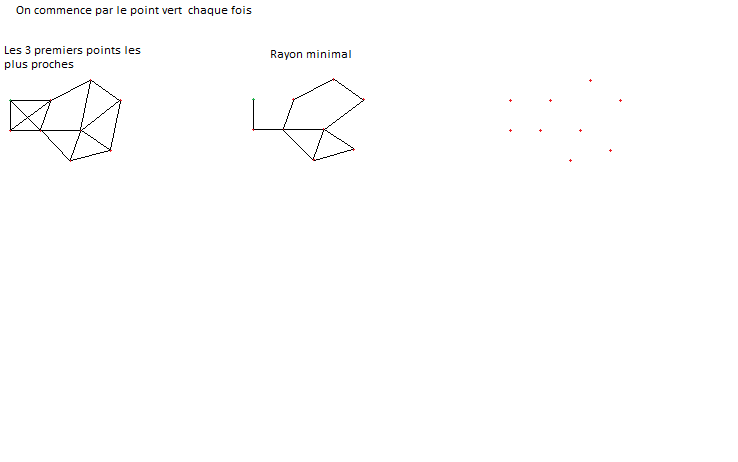 On commence par le point vert  chaque fois
Les 3 premiers points les
plus proches
Rayon minimal